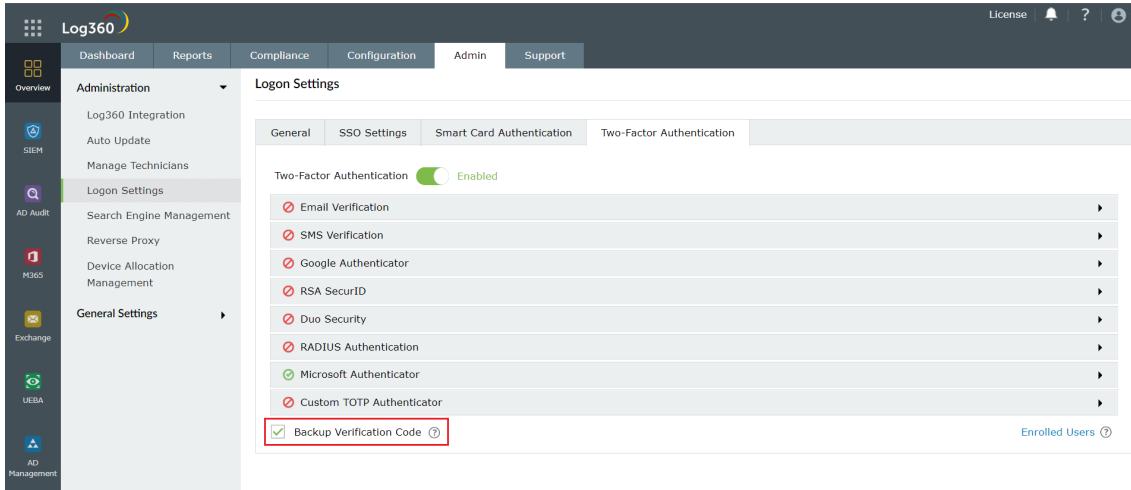 License ?
Log360
Dashboard Reports Compliance Configuration Admin Support
Overview
SIEM
AD Audit
M365
Exchange
UEBA
AD
Management
Administration
Log360 Integration
Auto Update
Manage Technicians
Logon Settings
Search Engine Management
Reverse Proxy
Device Allocation
Management
General Settings
Logon Settings
General SSO Settings Smart Card Authentication Two-Factor Authentication
Two-Factor Authentication Enabled
Email Verification
SMS Verification
Google Authenticator
RSA SecurID
Duo Security
RADIUS Authentication
Microsoft Authenticator
Custom TOTP Authenticator
Backup Verification Code ? Enrolled Users ?